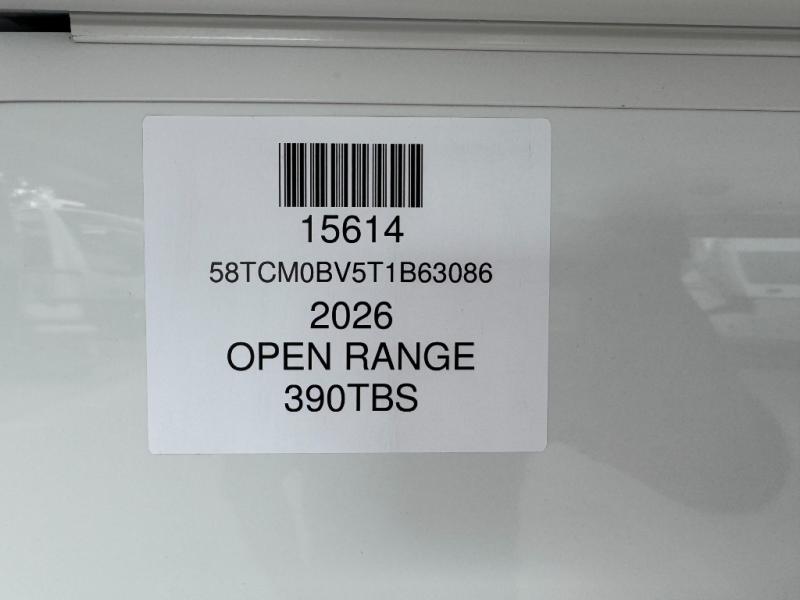 15614
58TCM0BV5T1B63086
2026
OPEN RANGE
390TBS